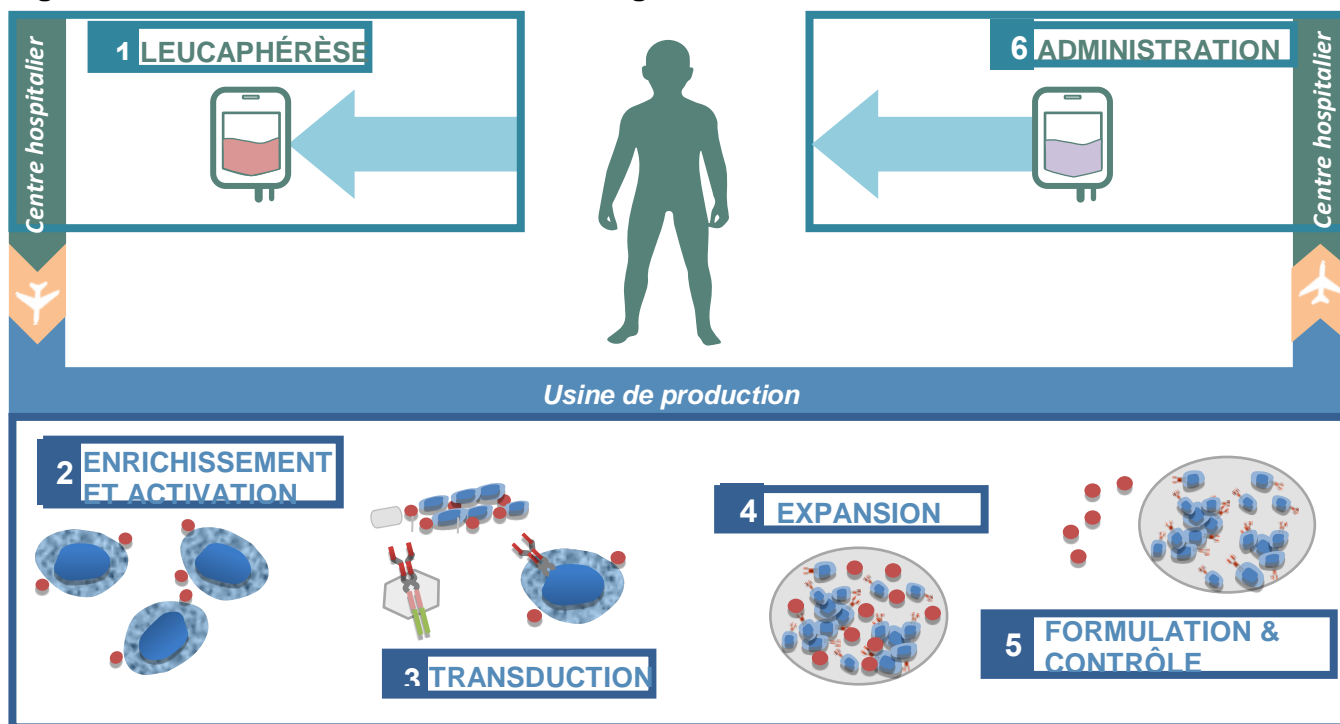 1 LEUCAPHÉRÈSE
6 ADMINISTRATION
Centre hospitalier
Centre hospitalier
Usine de production
2 ENRICHISSEMENT
ET ACTIVATION
3 TRANSDUCTION
4 EXPANSION
5 FORMULATION &
CONTRÔLE